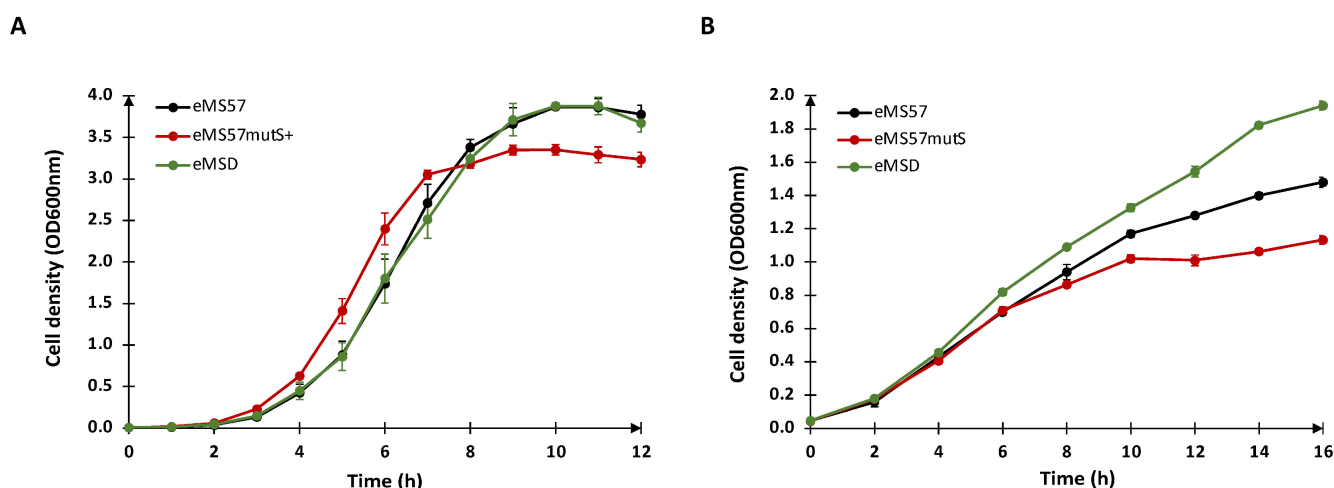 A
B
Cell density (OD600nm)
4.0
3.5
3.0
2.5
2.0
1.5
1.0
0.5
0.0
eMS57
eMS57mutS+
eMSD
0 2 4 6 8 10 12
Time (h)
Cell density (OD600nm)
2.0
1.8
1.6
1.4
1.2
1.0
0.8
0.6
0.4
0.2
0.0
eMS57
eMS57mutS
eMSD
0 2 4 6 8 10 12 14 16
Time (h)